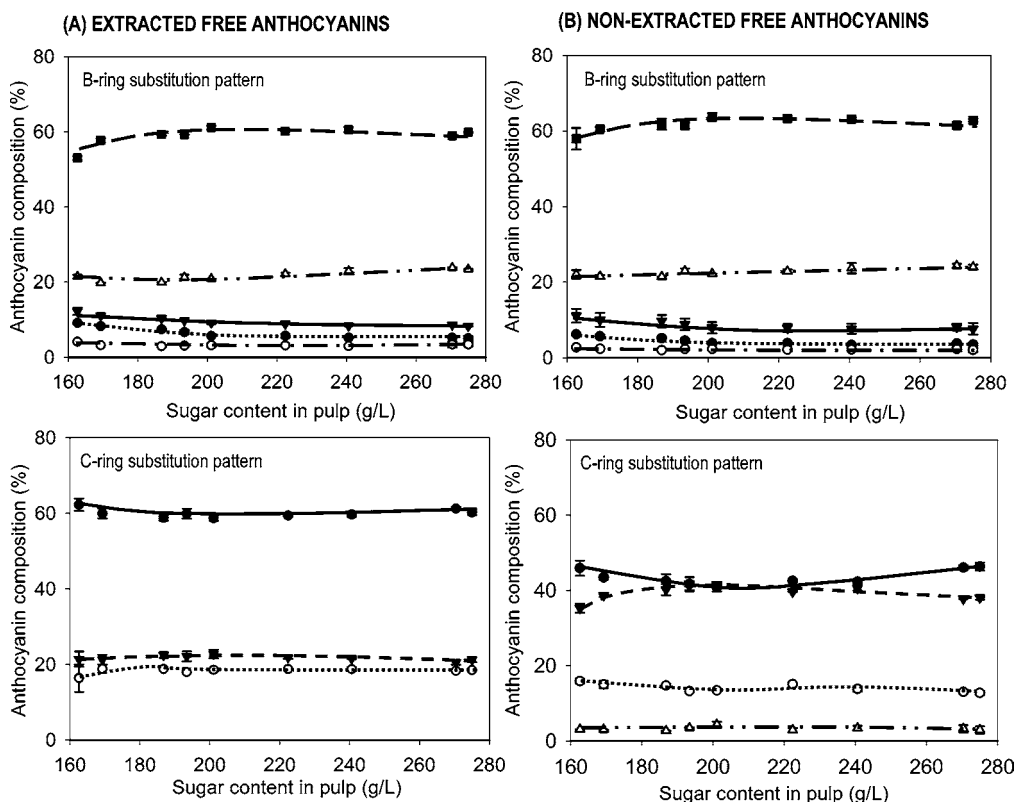 (A) EXTRACTED FREE ANTHOCYANINS
(B) NON-EXTRACTED FREE ANTHOCYANINS
Anthocyanin composition (%)
80
60
40
20
0
B-ring substitution pattern
160 180 200 220 240 260 280
Sugar content in pulp (g/L)
Anthocyanin composition (%)
80
60
40
20
0
B-ring substitution pattern
160 180 200 220 240 260 280
Sugar content in pulp (g/L)
Anthocyanin composition (%)
80
60
40
20
0
C-ring substitution pattern
160 180 200 220 240 260 280
Sugar content in pulp (g/L)
Anthocyanin composition (%)
80
60
40
20
0
C-ring substitution pattern
160 180 200 220 240 260 280
Sugar content in pulp (g/L)